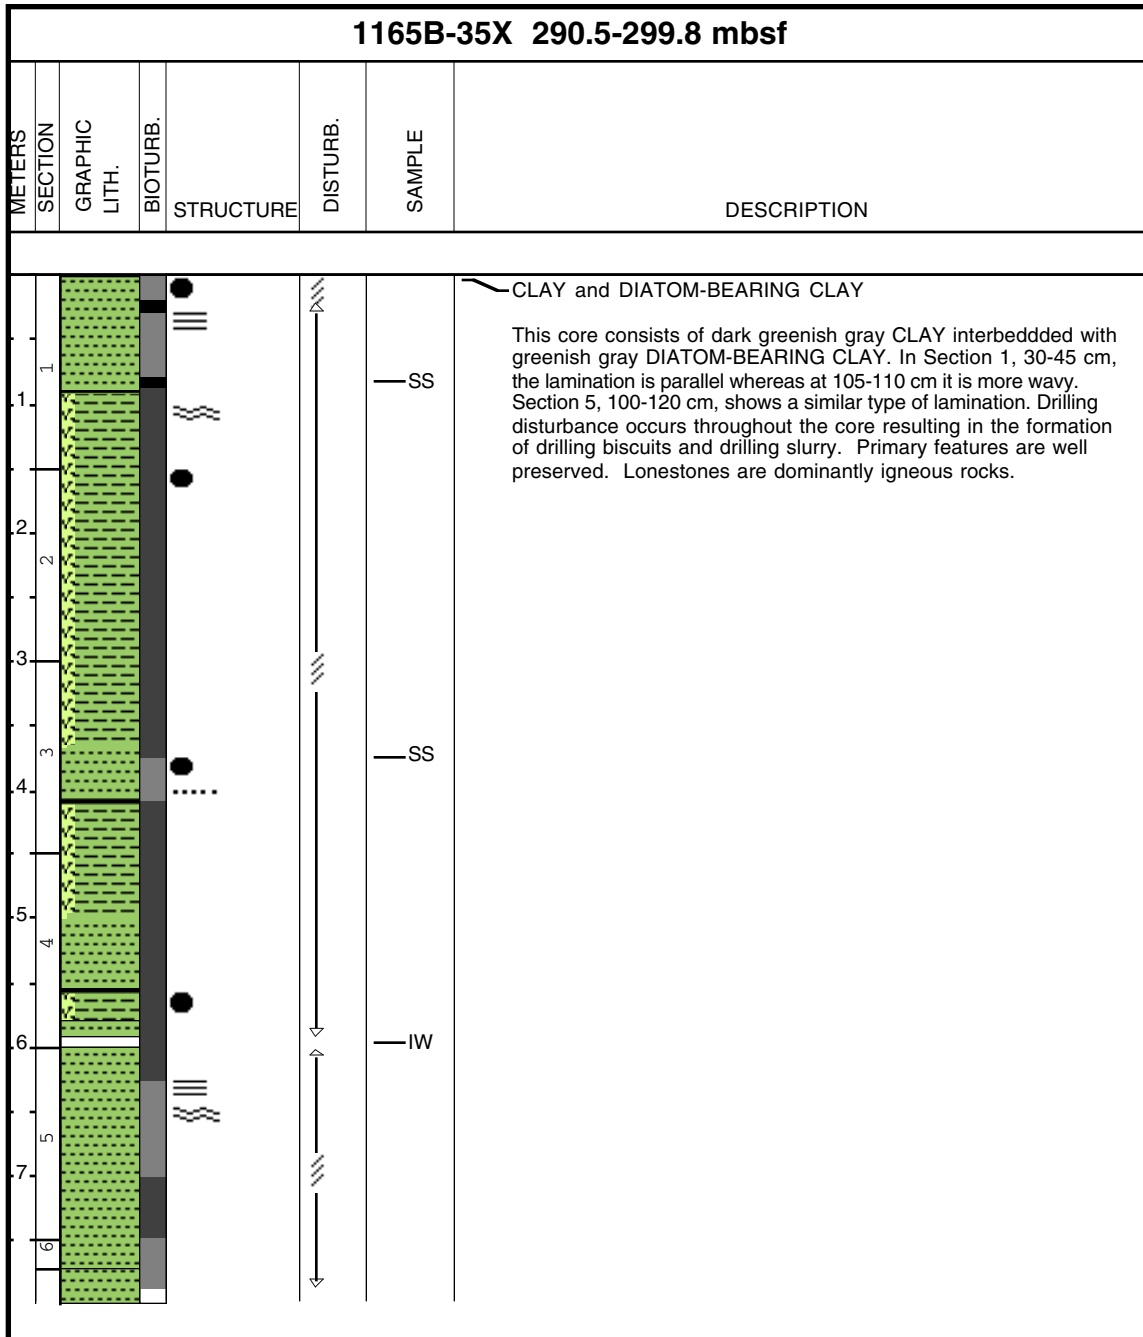 1165B-35X 290.5-299.8 mbsf
METERS
SECTION
GRAPHIC
LITH.
BIOTURB.
STRUCTURE
DISTURB.
SAMPLE
DESCRIPTION
CLAY and DIATOM-BEARING CLAY
This core consists of dark greenish gray CLAY interbeddded with
greenish gray DIATOM-BEARING CLAY. In Section 1, 30-45 cm,
the lamination is parallel whereas at 105-110 cm it is more wavy.
Section 5, 100-120 cm, shows a similar type of lamination. Drilling
disturbance occurs throughout the core resulting in the formation
of drilling biscuits and drilling slurry. Primary features are well
preserved. Lonestones are dominantly igneous rocks.
1
SS
1
2
2
3
3
SS
4
5
4
6
IW
5
7
6